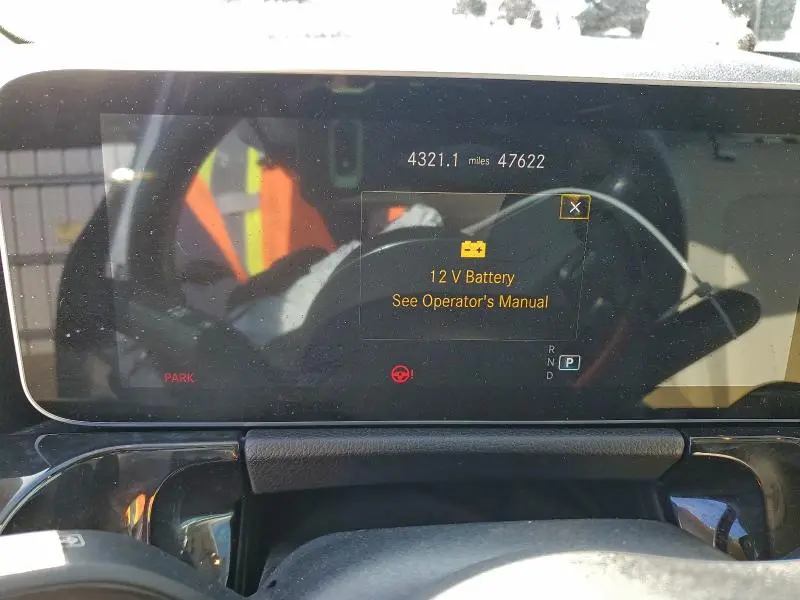 4321.1 miles 47622
X
12 V Battery
See Operator's Manual
R
N P
D
PARK
!